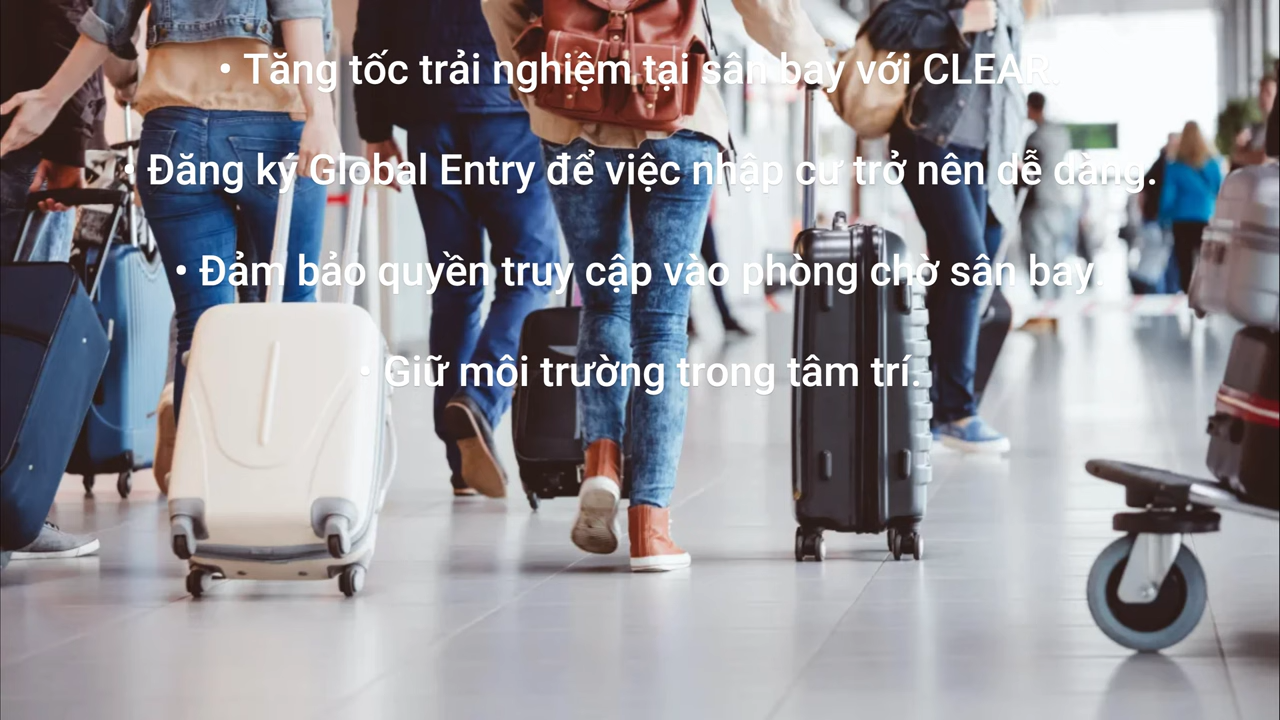 • Tăng tốc trải nghiệm tại sân bay với CLEAR.
• Đăng ký Global Entry để việc nhập cư trở nên dễ dàng.
• Đảm bảo quyền truy cập vào phòng chờ sân bay.
• Giữ môi trường trong tâm trí.